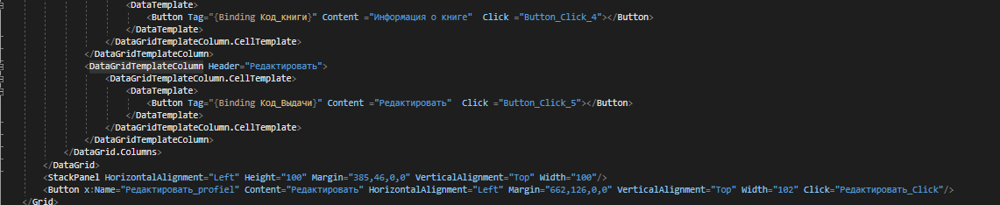 <DataTemplate>
<Button Tag="{Binding Код_книги}" Content ="Информация о книге"  Click ="Button_Click_4"></Button>
</DataTemplate>
</DataGridTemplateColumn.CellTemplate>
</DataGridTemplateColumn>
<DataGridTemplateColumn Header="Редактировать">
<DataGridTemplateColumn.CellTemplate>
<DataTemplate>
<Button Tag="{Binding Код_Выдачи}" Content ="Редактировать"  Click ="Button_Click_5"></Button>
</DataTemplate>
</DataGridTemplateColumn.CellTemplate>
</DataGridTemplateColumn>
</DataGrid.Columns>
</DataGrid>
<StackPanel HorizontalAlignment="Left" Height="100" Margin="385,46,0,0" VerticalAlignment="Top" Width="100"/>
<Button x:Name="Редактировать_profiel" Content="Редактировать" HorizontalAlignment="Left" Margin="662,126,0,0" VerticalAlignment="Top" Width="102" Click="Редактировать_Click"/>
</Grid>